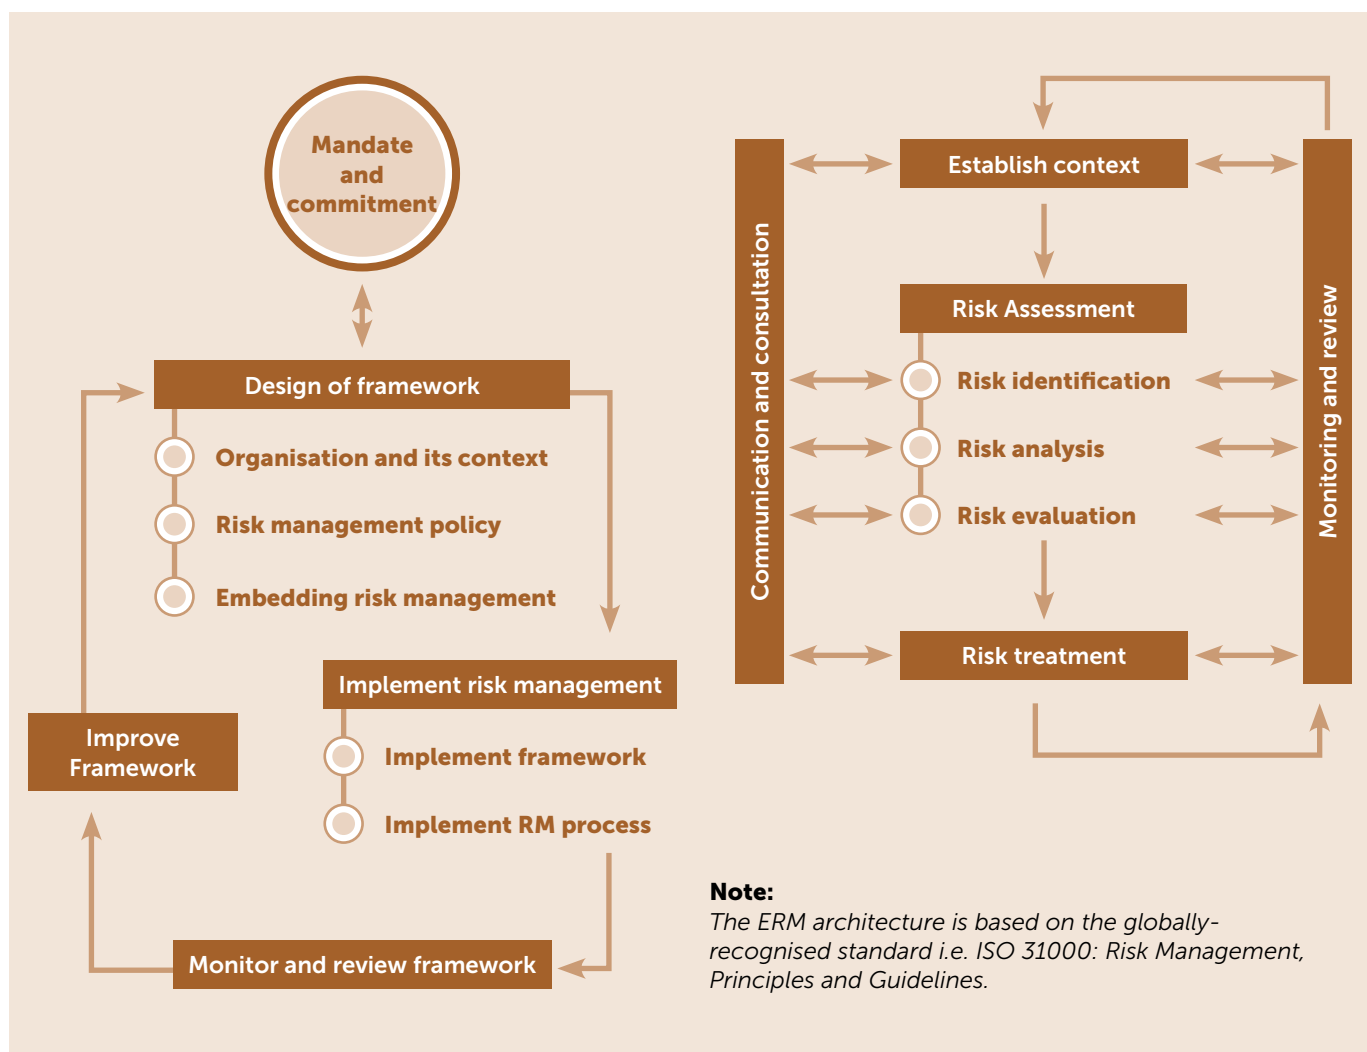 Mandate
and
commitment
Design of framework
Organisation and its context
Risk management policy
Embedding risk management
Implement risk management
Implement framework
Implement RM process
Improve
Framework
Monitor and review framework
Communication and consultation
Establish context
Risk Assessment
Risk identification
Risk analysis
Risk evaluation
Risk treatment
Monitoring and review
Note:
The ERM architecture is based on the globally-
recognised standard i.e. ISO 31000: Risk Management,
Principles and Guidelines.